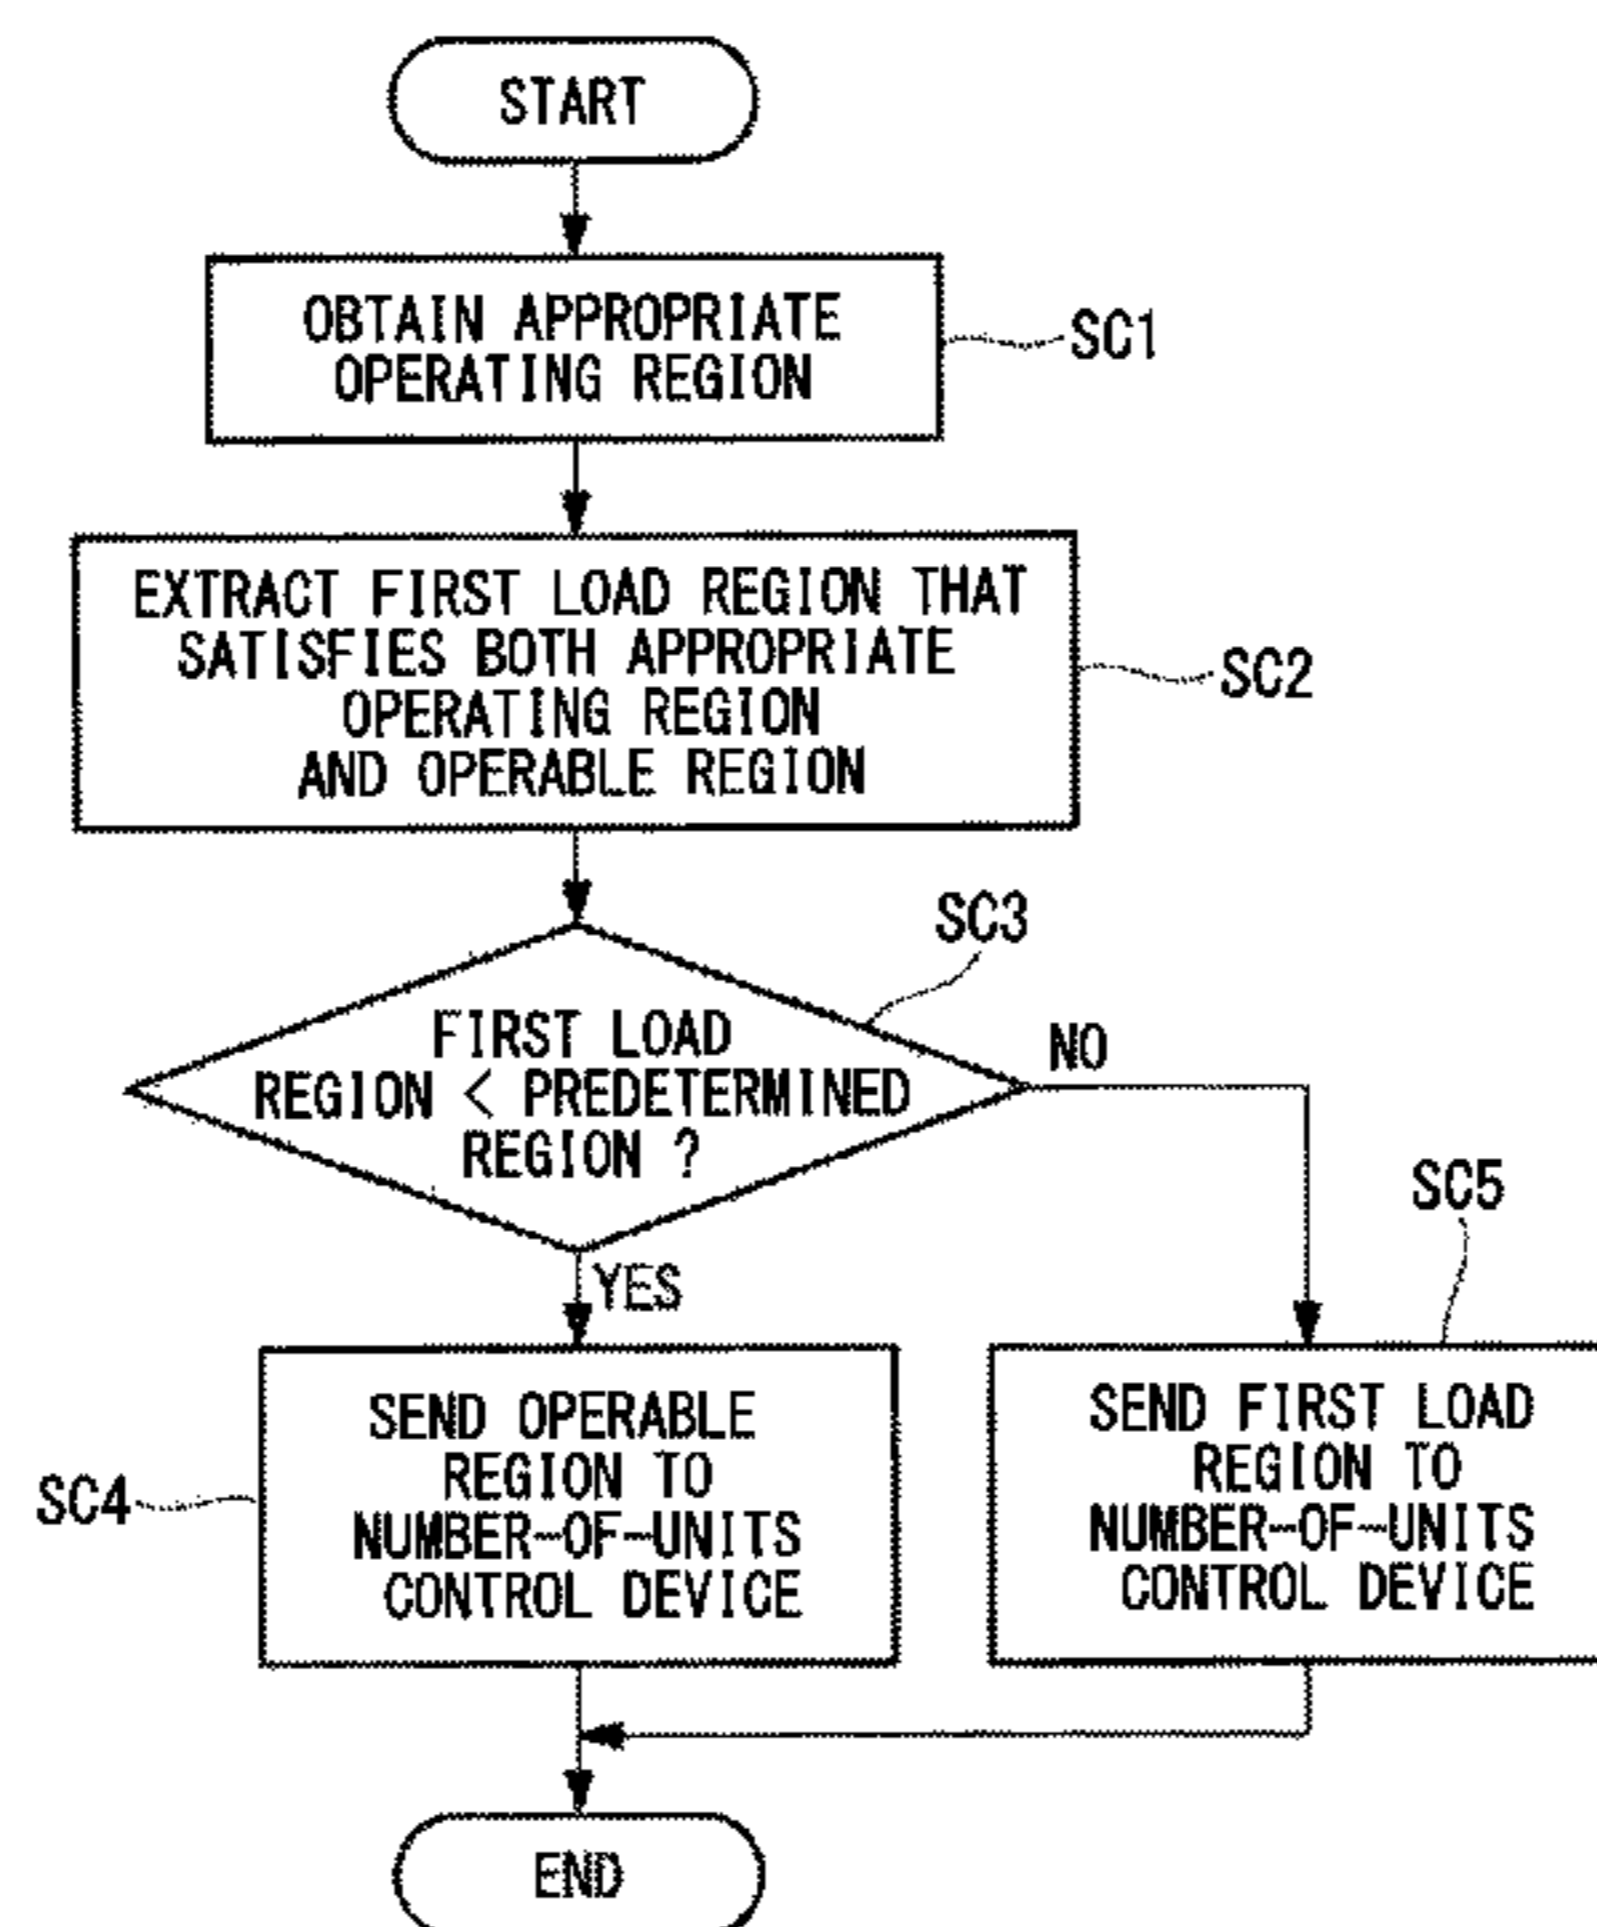 START
OBTAIN APPROPRIATE
OPERATING REGION
SC1
EXTRACT FIRST LOAD REGION THAT
SATISFIES BOTH APPROPRIATE
OPERATING REGION
AND OPERABLE REGION
SC2
SC3
FIRST LOAD
REGION < PREDETERMINED
REGION ?
NO
YES
SC4
SEND OPERABLE
REGION TO
NUMBER-OF-UNITS
CONTROL DEVICE
SC5
SEND FIRST LOAD
REGION TO
NUMBER-OF-UNITS
CONTROL DEVICE
END